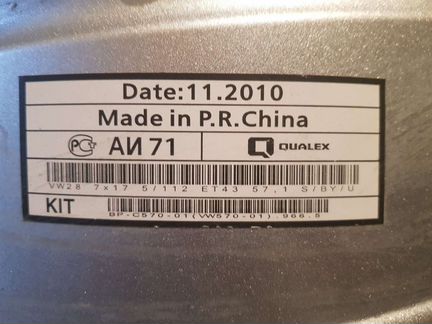 Date:11.2010
Made in P.R.China
РС АИ 71 QUALEX
VW28 7x17 5/112 ET43 57,1 S/BY/U
KIT BP-C570-01(VW570-01).966.5